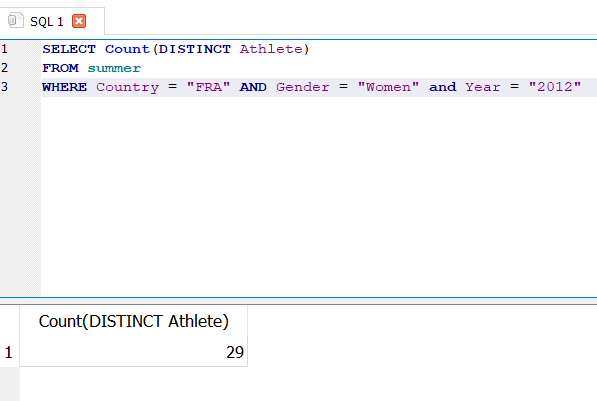 SQL 1
1 SELECT Count(DISTINCT Athlete)
2 FROM summer
3 WHERE Country = "FRA" AND Gender = "Women" and Year = "2012"
Count(DISTINCT Athlete)
1 29